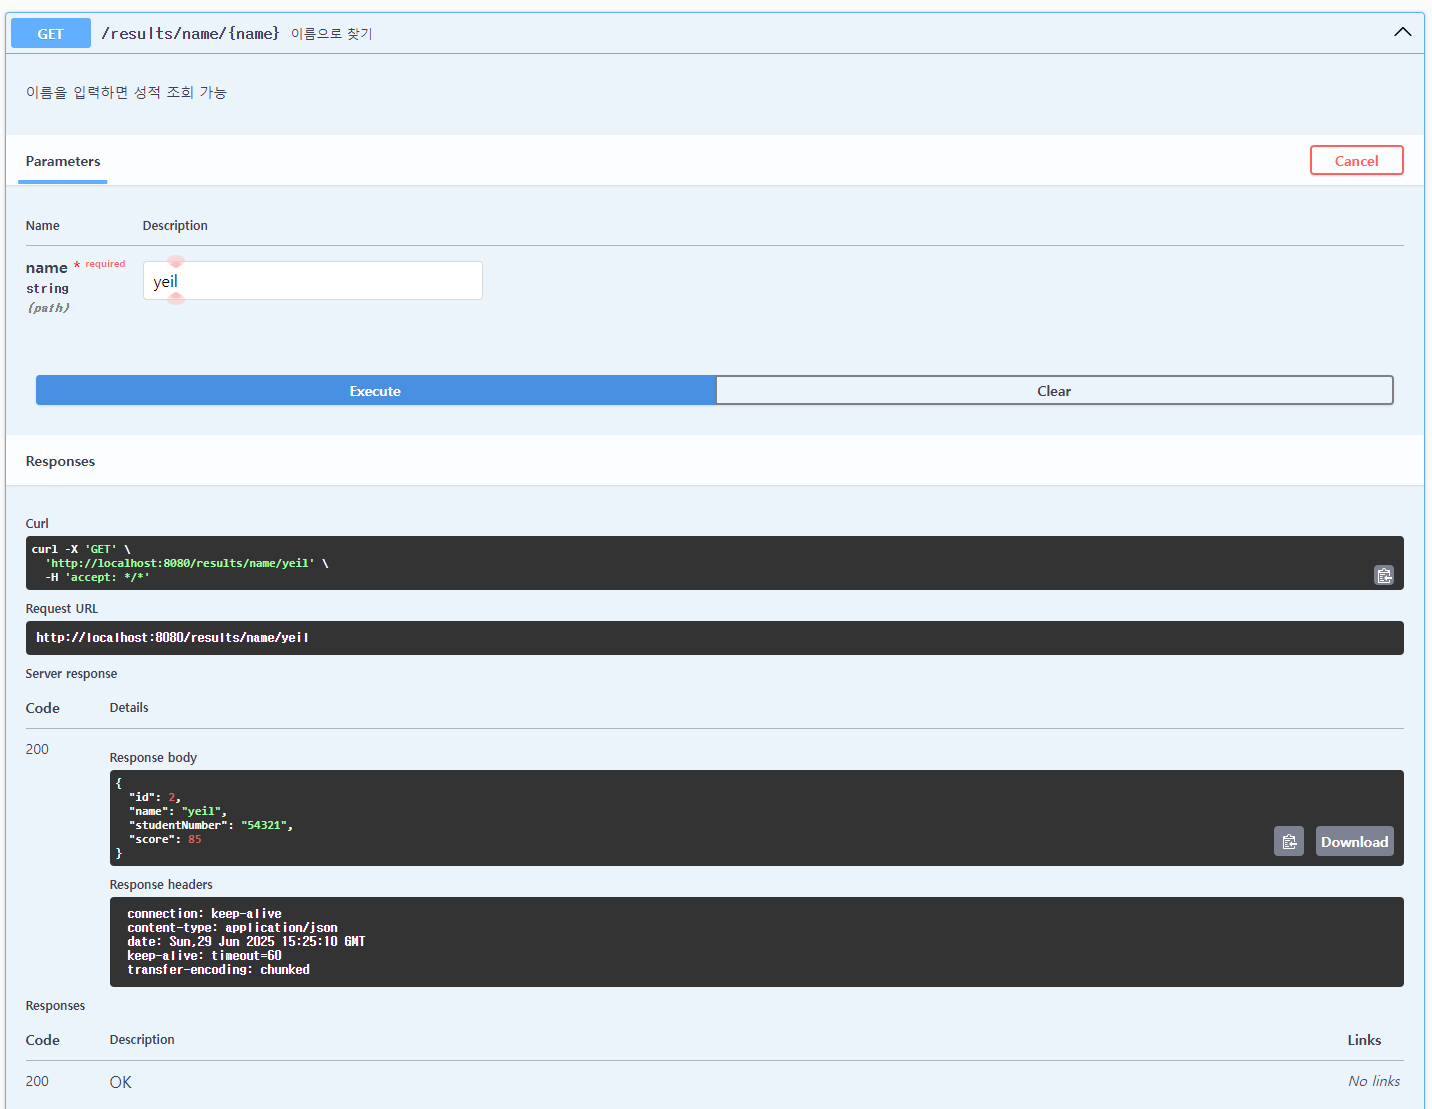 GET /results/name/{name} 이름으로 찾기
이름을 입력하면 성적 조회 가능
Parameters
Cancel
Name Description
name * required
string
(path)
yeil
Execute
Clear
Responses
Curl
curl -X 'GET' \
'http://localhost:8080/results/name/yeil' \
-H 'accept: */*'
Request URL
http://localhost:8080/results/name/yeil
Server response
Code Details
200
Response body
{
"id": 2,
"name": "yeil",
"studentNumber": "54321",
"score": 85
}
Download
Response headers
connection: keep-alive
content-type: application/json
date: Sun,29 Jun 2025 15:25:10 GMT
keep-alive: timeout=60
transfer-encoding: chunked
Responses
Code Description Links
200 OK No links